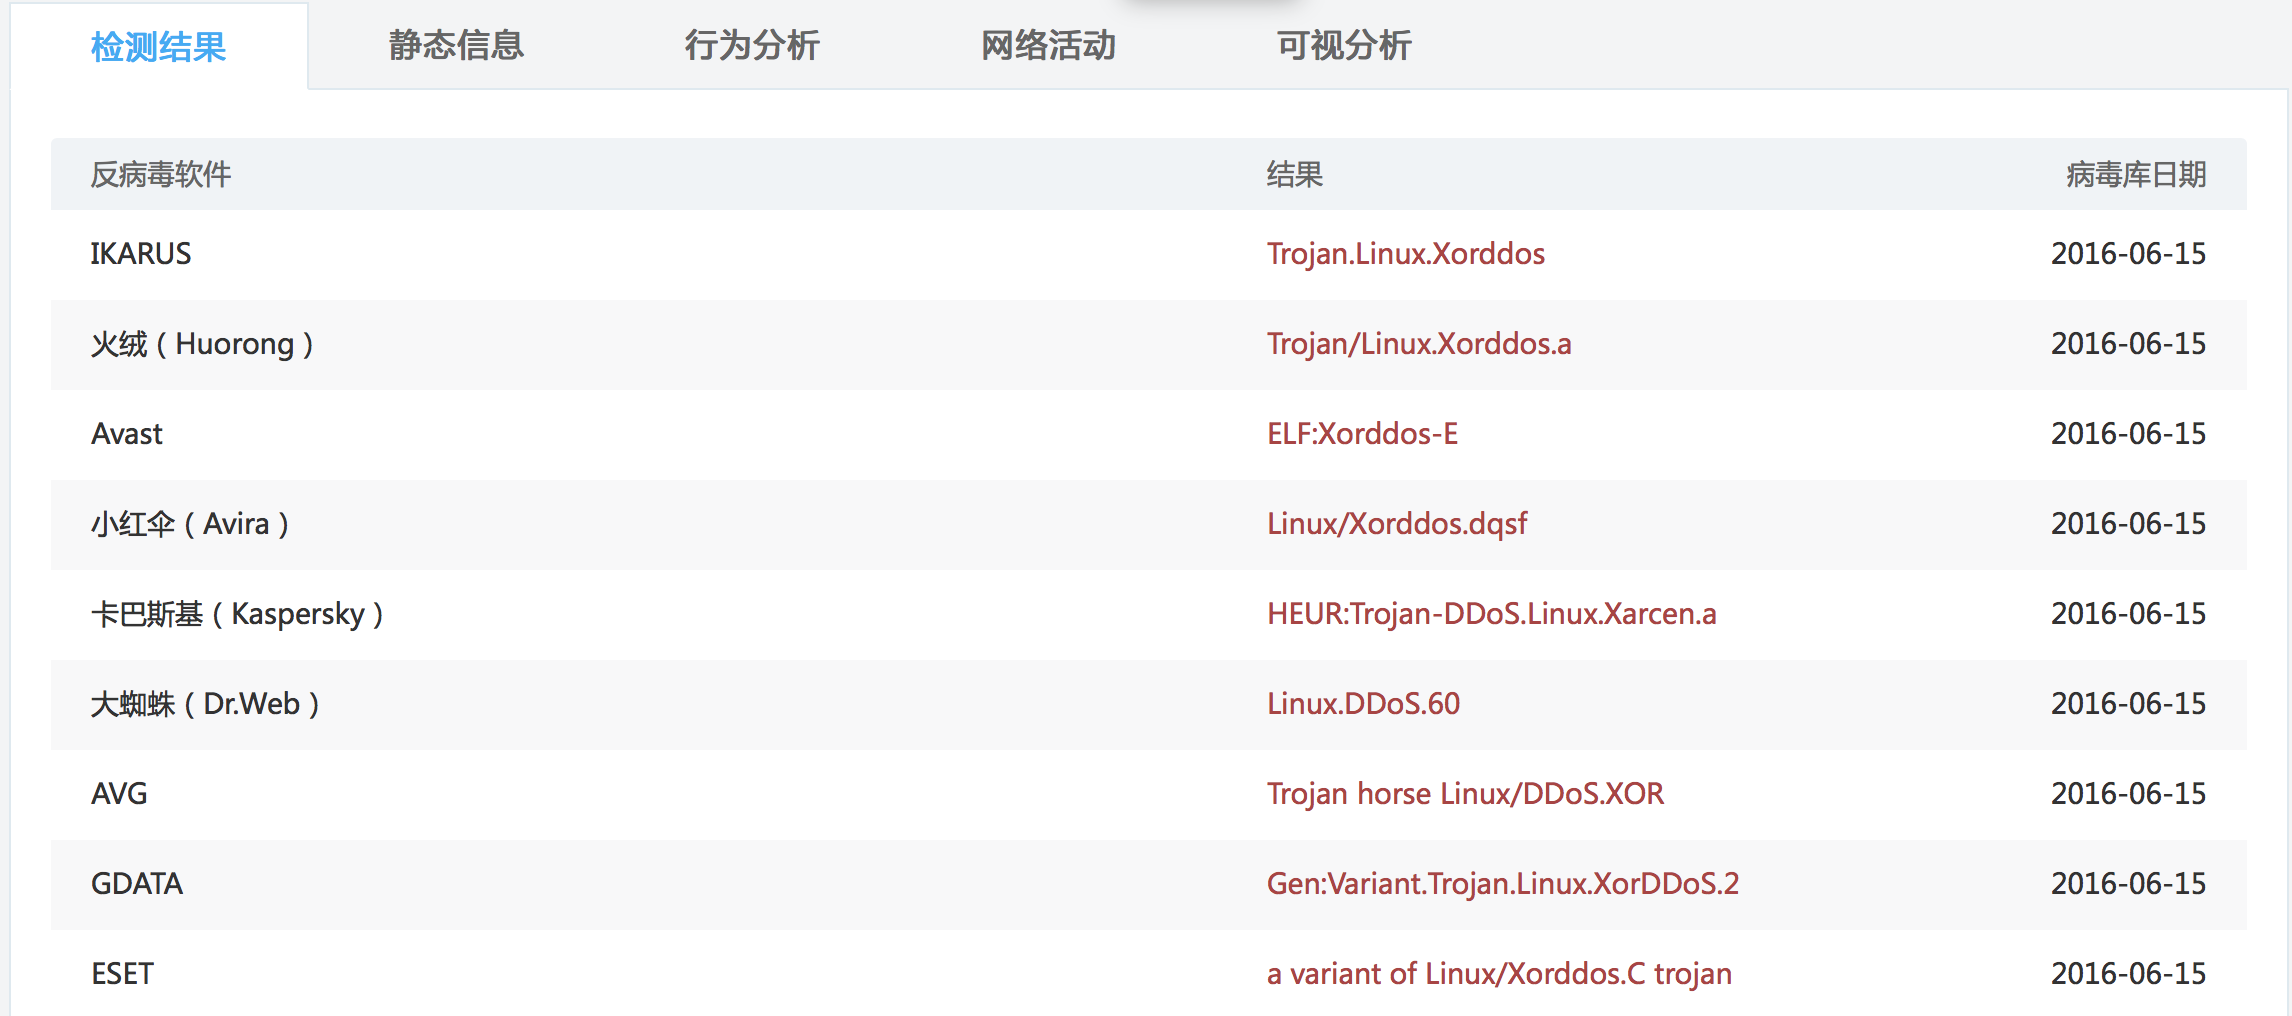 检测结果 静态信息 行为分析 网络活动 可视分析
反病毒软件 结果 病毒库日期
IKARUS Trojan.Linux.Xorddos 2016-06-15
火绒（Huorong） Trojan/Linux.Xorddos.a 2016-06-15
Avast ELF:Xorddos-E 2016-06-15
小红伞（Avira） Linux/Xorddos.dqsf 2016-06-15
卡巴斯基（Kaspersky） HEUR:Trojan-DDoS.Linux.Xarcen.a 2016-06-15
大蜘蛛（Dr.Web） Linux.DDoS.60 2016-06-15
AVG Trojan horse Linux/DDoS.XOR 2016-06-15
GDATA Gen:Variant.Trojan.Linux.XorDDoS.2 2016-06-15
ESET a variant of Linux/Xorddos.C trojan 2016-06-15